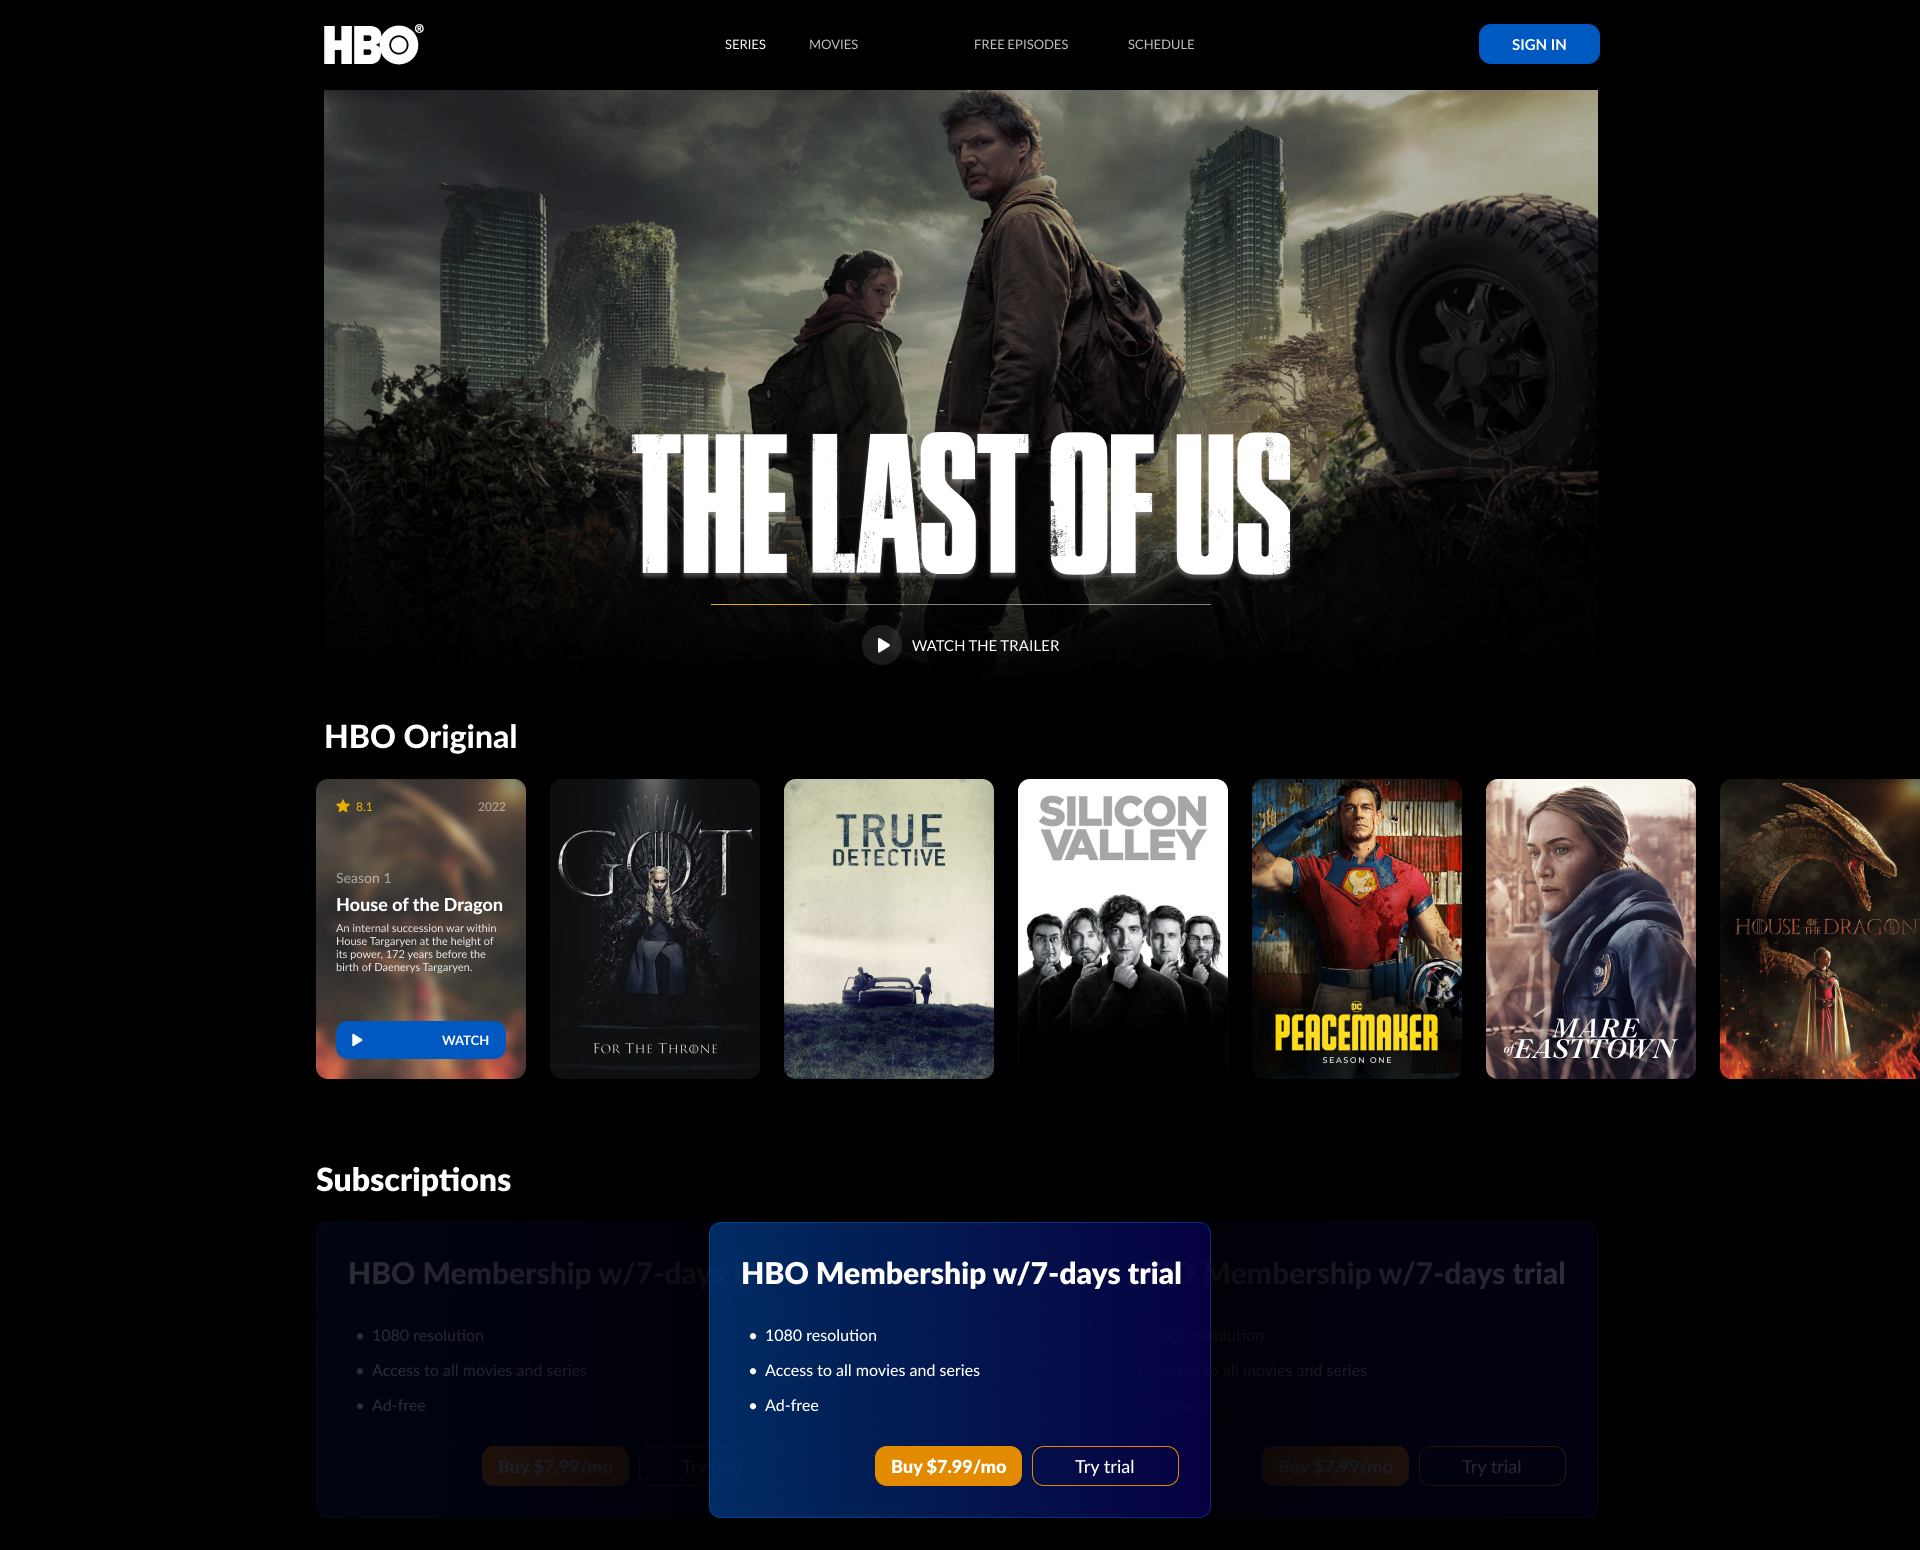 HBO®
SERIES
MOVIES
FREE EPISODES
SCHEDULE
SIGN IN
THE LAST OF US
WATCH THE TRAILER
HBO Original
8.1
2022
Season 1
House of the Dragon
An internal succession war within
House Targaryen at the height of
its power, 172 years before the
birth of Daenerys Targaryen.
WATCH
GOT
FOR THE THRONE
TRUE
DETECTIVE
SILICON
VALLEY
DC
PEACEMAKER
SEASON ONE
MARE
of EASTTOWN
HOUSE OF THE DRAGON
Subscriptions
HBO Membership w/7-days
• 1080 resolution
• Access to all movies and series
• Ad-free
Buy $7.99/mo
Try trial
HBO Membership w/7-days trial
• 1080 resolution
• Access to all movies and series
• Ad-free
Buy $7.99/mo
Try trial
Membership w/7-days trial
1080 resolution
Access to all movies and series
Ad-free
Buy $7.99/mo
Try trial